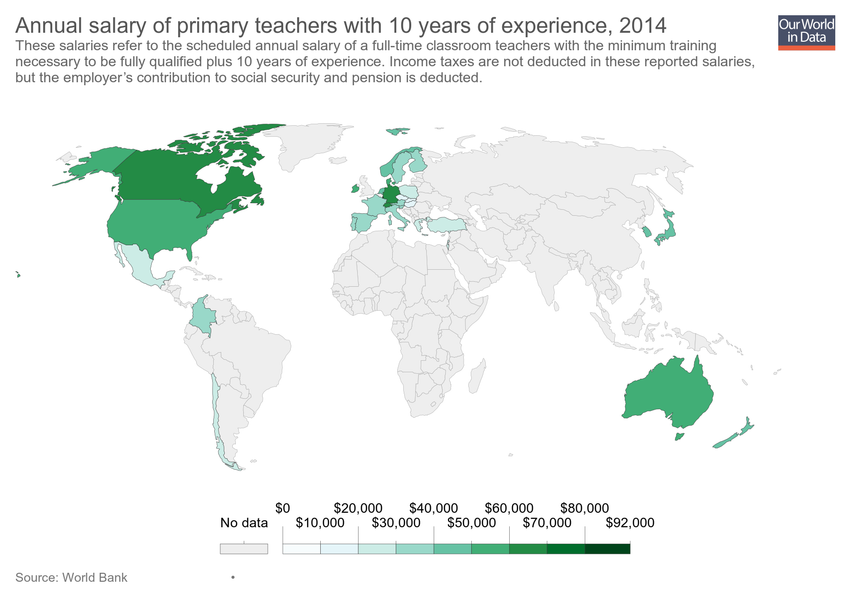 Annual salary of primary teachers with 10 years of experience, 2014
Our World
in Data
These salaries refer to the scheduled annual salary of a full-time classroom teachers with the minimum training
necessary to be fully qualified plus 10 years of experience. Income taxes are not deducted in these reported salaries,
but the employer's contribution to social security and pension is deducted.
$0 $20,000 $40,000 $60,000 $80,000
No data $10,000 $30,000 $50,000 $70,000 $92,000
Source: World Bank •